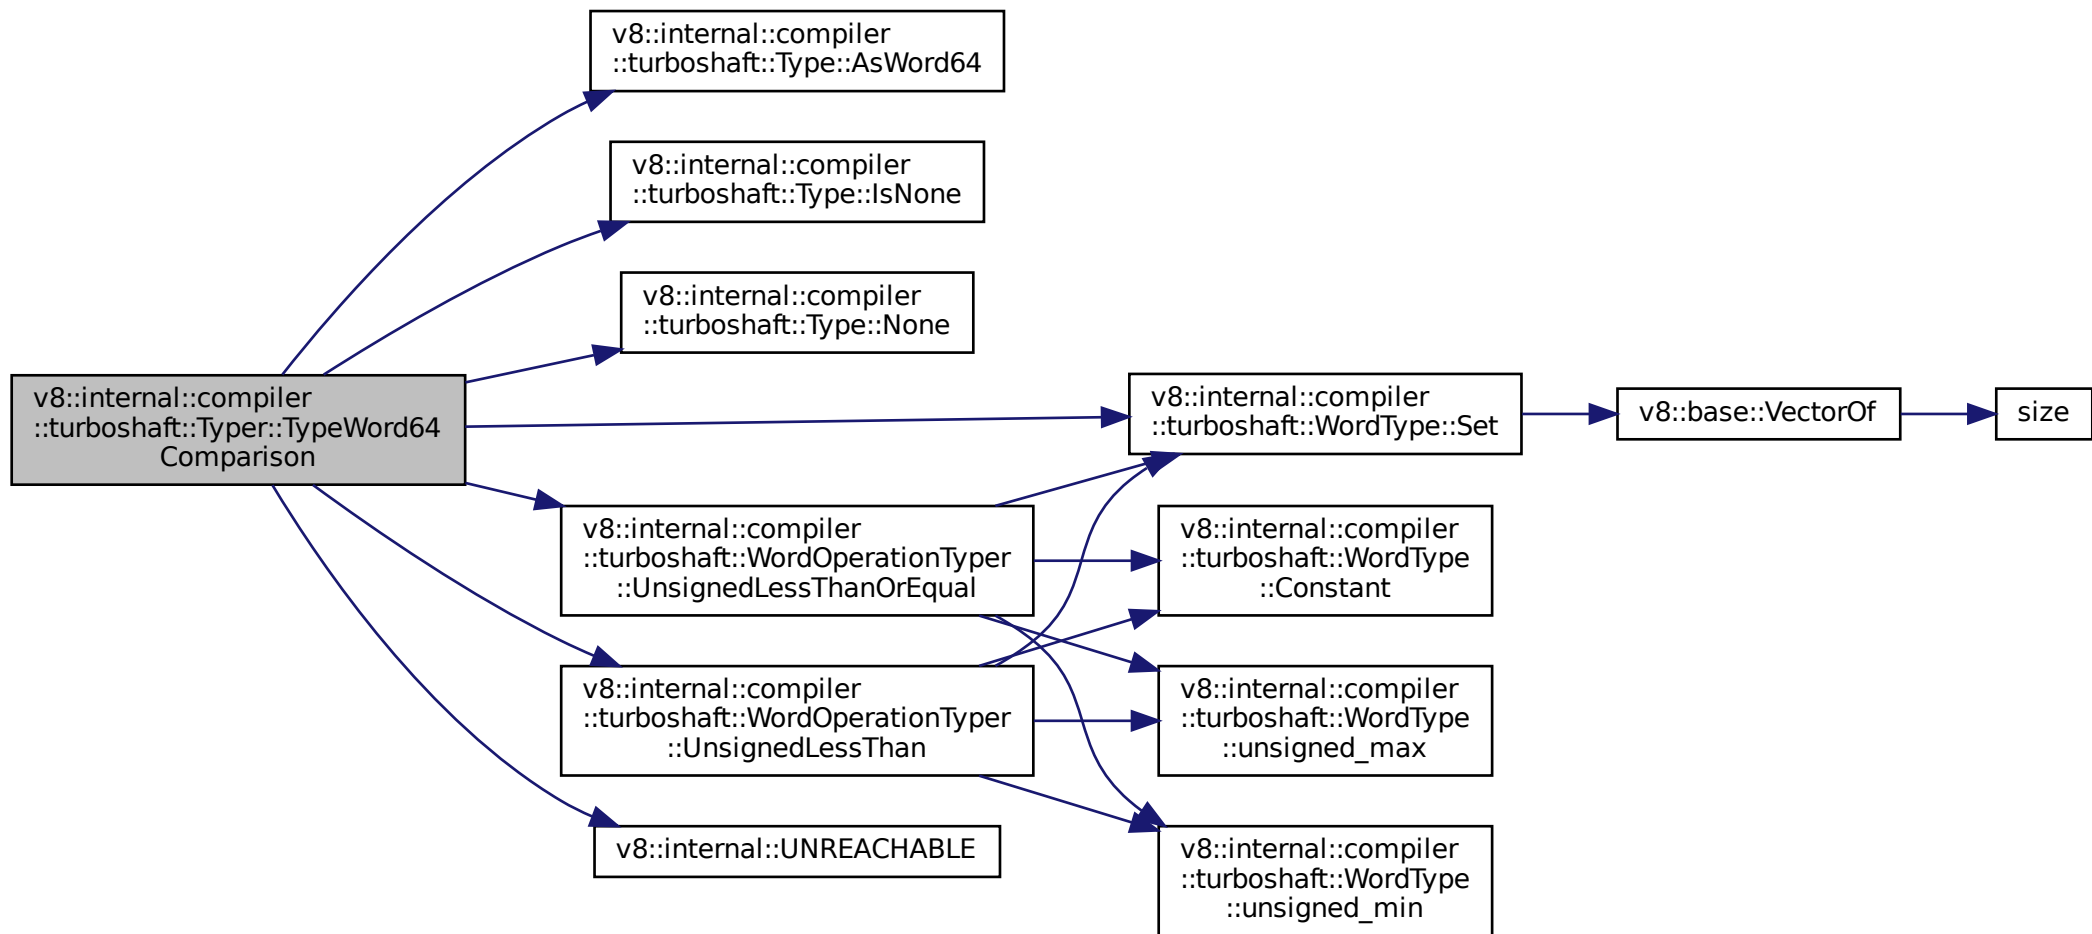 v8::internal::compiler
::turboshaft::Type::AsWord64
v8::internal::compiler
::turboshaft::Type::IsNone
v8::internal::compiler
::turboshaft::Type::None
v8::internal::compiler
::turboshaft::Typer::TypeWord64
Comparison
v8::internal::compiler
::turboshaft::WordType::Set
v8::base::VectorOf
size
v8::internal::compiler
::turboshaft::WordOperationTyper
::UnsignedLessThanOrEqual
v8::internal::compiler
::turboshaft::WordType
::Constant
v8::internal::compiler
::turboshaft::WordOperationTyper
::UnsignedLessThan
v8::internal::compiler
::turboshaft::WordType
::unsigned_max
v8::internal::UNREACHABLE
v8::internal::compiler
::turboshaft::WordType
::unsigned_min